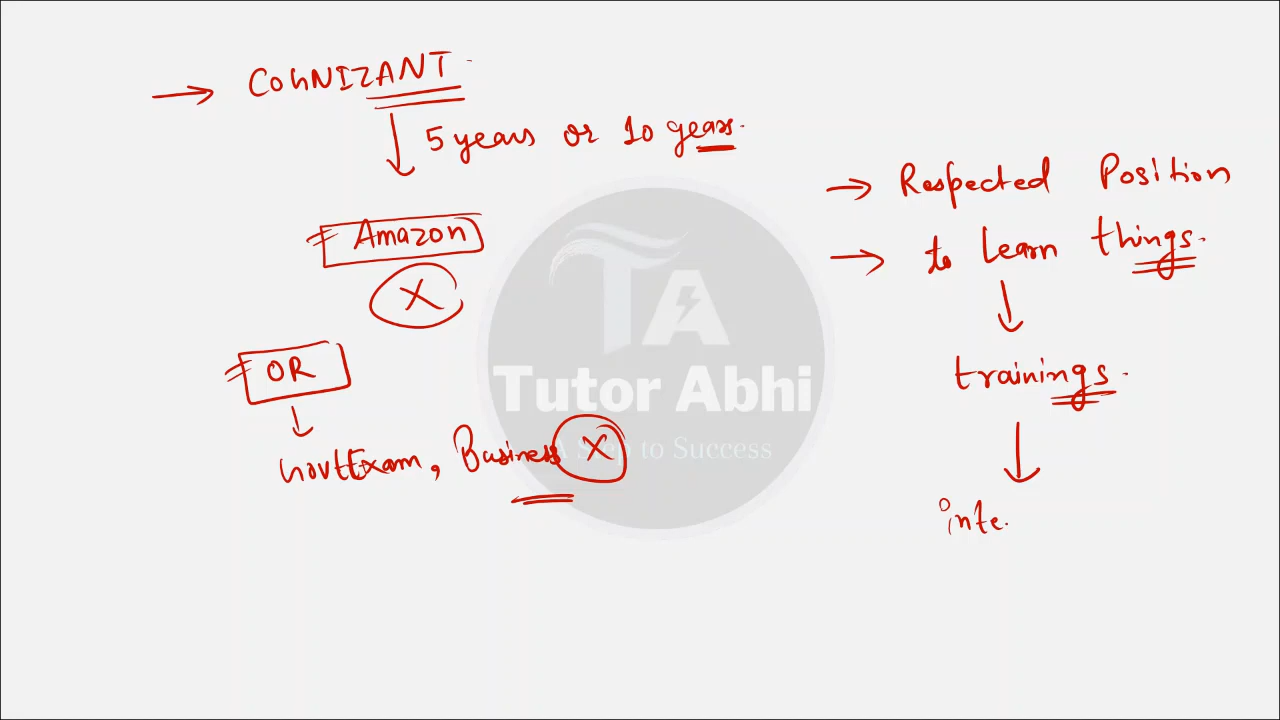 → COGNIZANT
5 years or 10 years.
Amazon
X
OR
GovtExam, Business X
→ Respected Position
→ to learn things.
trainings.
inte
TA
Tutor Abhi
A Step to Success